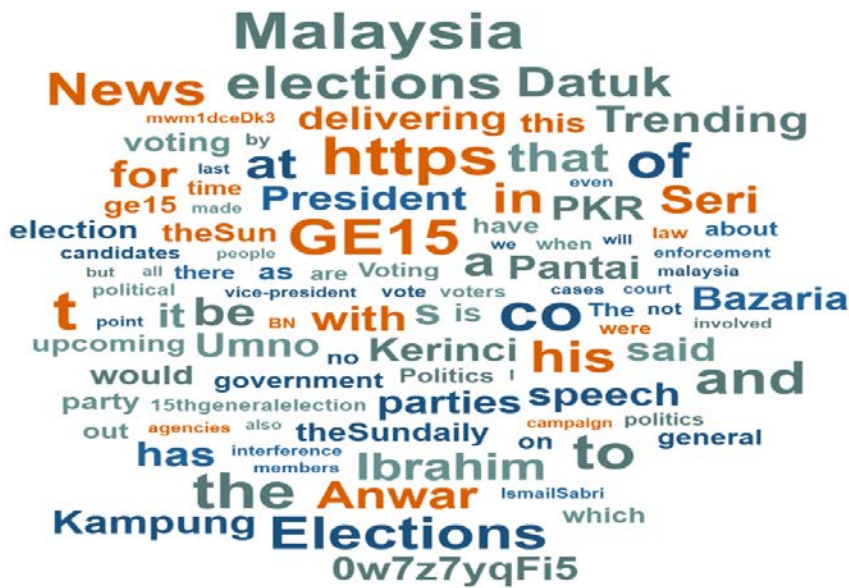 Malaysia
News elections Datuk
mwm1dceDk3 delivering this Trending
voting by at https that of
for last time even
ge15 made President in PKR Seri
election theSun GE15 have we when will law about
candidates people a Pantai enforcement
but all there as are Voting malaysia
political vice-president vote voters cases court Bazaria
t point it be BN with s is co The not
were involved
upcoming Umno no Kerinci his said
would government Politics I and
party 15thgeneralelection parties speech
out agencies also theSundaily campaign politics
has interference on to general
members Ibrahim
the Anwar IsmailSabri
Kampung Elections which
0w7z7yqFi5